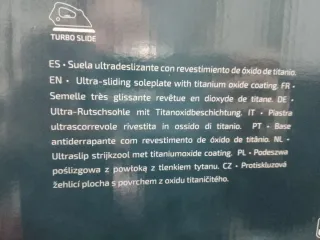 TURBO SLIDE
ES • Suela ultradeslizante con revestimiento de óxido de titanio.
EN • Ultra-sliding soleplate with titanium oxide coating. FR •
Semelle très glissante revêtue en dioxyde de titane. DE •
Ultra-Rutschsohle mit Titanoxidbeschichtung. IT • Piastra
ultrascorrevole rivestita in ossido di titanio. PT • Base
antiderrapante com revestimento de óxido de titânio. NL •
Ultraslip strijkzool met titaniumoxide coating. PL • Podeszwa
poślizgowa z powłoką z tlenkiem tytanu. CZ • Protiskluzová
žehlicí plocha s povrchem z oxidu titaničitého.